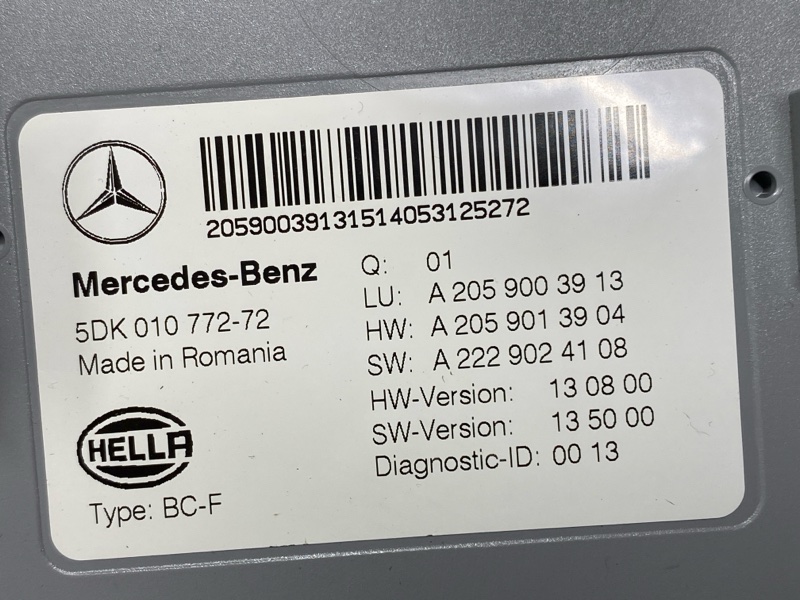 20590039131514053125272
Mercedes-Benz
5DK 010 772-72
Made in Romania
HELLA
Type: BC-F
Q: 01
LU: A 205 900 39 13
HW: A 205 901 39 04
SW: A 222 902 41 08
HW-Version: 13 08 00
SW-Version: 13 50 00
Diagnostic-ID: 00 13